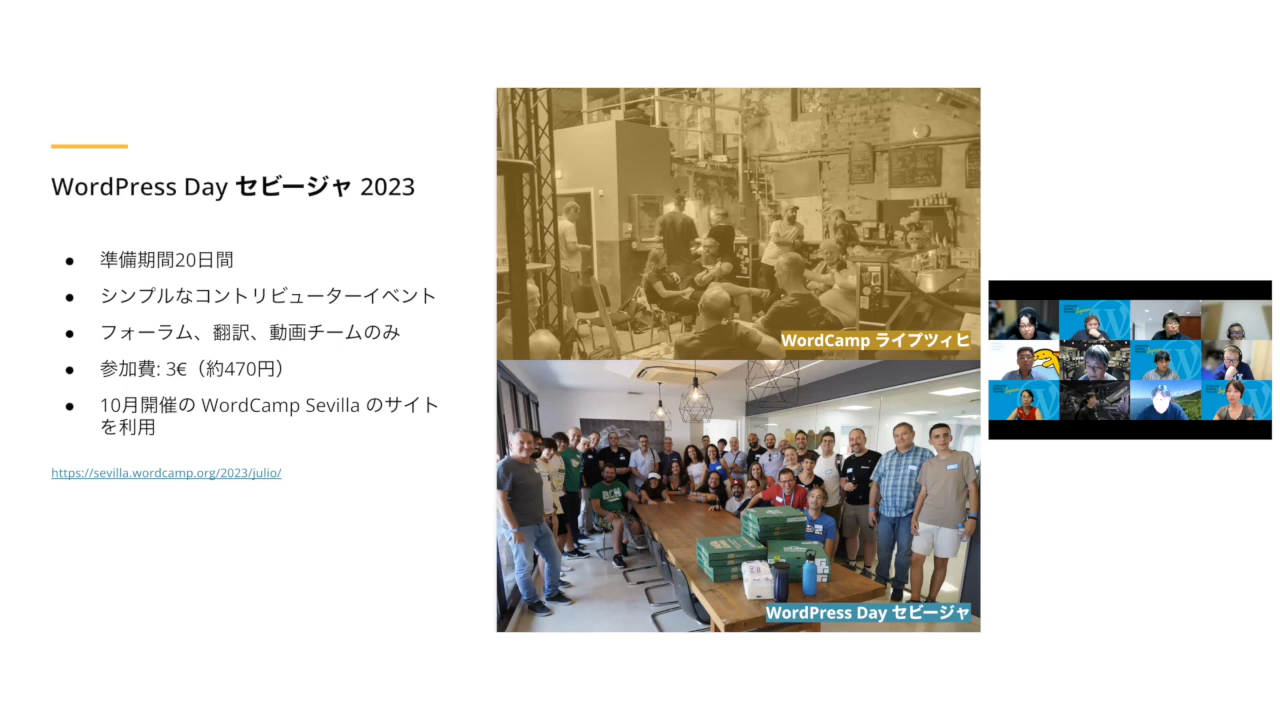 WordPress Day セビージャ 2023
● 準備期間20日間
● シンプルなコントリビューターイベント
● フォーラム、翻訳、動画チームのみ
● 参加費: 3€（約470円）
● 10月開催の WordCamp Sevilla のサイト
を利用
https://sevilla.wordcamp.org/2023/julio/
WordCamp ライプツィヒ
WordPress Day セビージャ